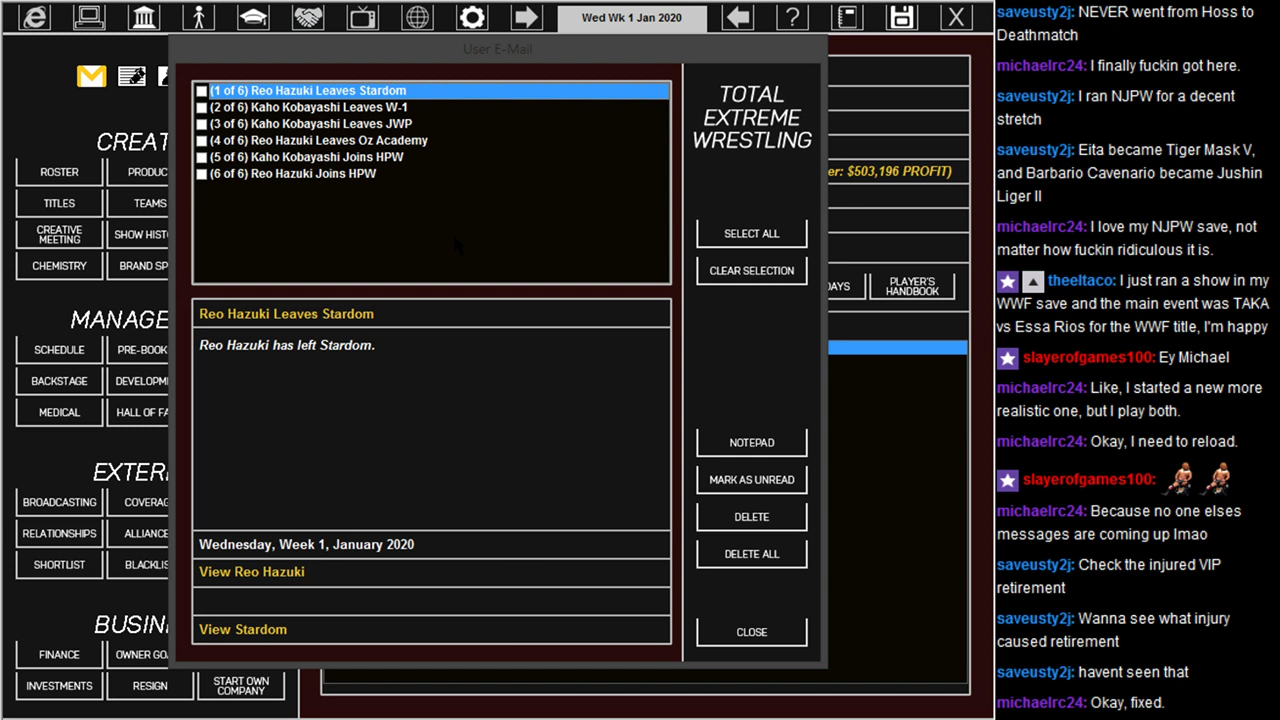 Wed Wk 1 Jan 2020
?
X
User E-Mail
CREAT
ROSTER
PRODUC
TITLES
TEAMS
CREATIVE
MEETING
SHOW HIST
CHEMISTRY
BRAND SP
MANAGE
SCHEDULE
PRE-BOOK
BACKSTAGE
DEVELOPM
MEDICAL
HALL OF FA
EXTER
BROADCASTING
COVERAG
RELATIONSHIPS
ALLIANC
SHORTLIST
BLACKLIS
BUSIN
FINANCE
OWNER GO
INVESTMENTS
RESIGN
START OWN
COMPANY
(1 of 6) Reo Hazuki Leaves Stardom
(2 of 6) Kaho Kobayashi Leaves W-1
(3 of 6) Kaho Kobayashi Leaves JWP
(4 of 6) Reo Hazuki Leaves Oz Academy
(5 of 6) Kaho Kobayashi Joins HPW
(6 of 6) Reo Hazuki Joins HPW
Reo Hazuki Leaves Stardom
Reo Hazuki has left Stardom.
Wednesday, Week 1, January 2020
View Reo Hazuki
View Stardom
TOTAL
EXTREME
WRESTLING
SELECT ALL
CLEAR SELECTION
NOTEPAD
MARK AS UNREAD
DELETE
DELETE ALL
CLOSE
er: $503,196 PROFIT)
DAYS
PLAYER'S
HANDBOOK
saveusty2j: NEVER went from Hoss to
Deathmatch
michaelrc24: I finally fuckin got here.
saveusty2j: I ran NJPW for a decent
stretch
saveusty2j: Eita became Tiger Mask V,
and Barbario Cavenario became Jushin
Liger II
michaelrc24: I love my NJPW save, not
matter how fuckin ridiculous it is.
theeltaco: I just ran a show in my
WWF save and the main event was TAKA
vs Essa Rios for the WWF title, I'm happy
slayerofgames100: Ey Michael
michaelrc24: Like, I started a new more
realistic one, but I play both.
michaelrc24: Okay, I need to reload.
slayerofgames100:
michaelrc24: Because no one elses
messages are coming up lmao
saveusty2j: Check the injured VIP
retirement
saveusty2j: Wanna see what injury
caused retirement
saveusty2j: havent seen that
michaelrc24: Okay, fixed.